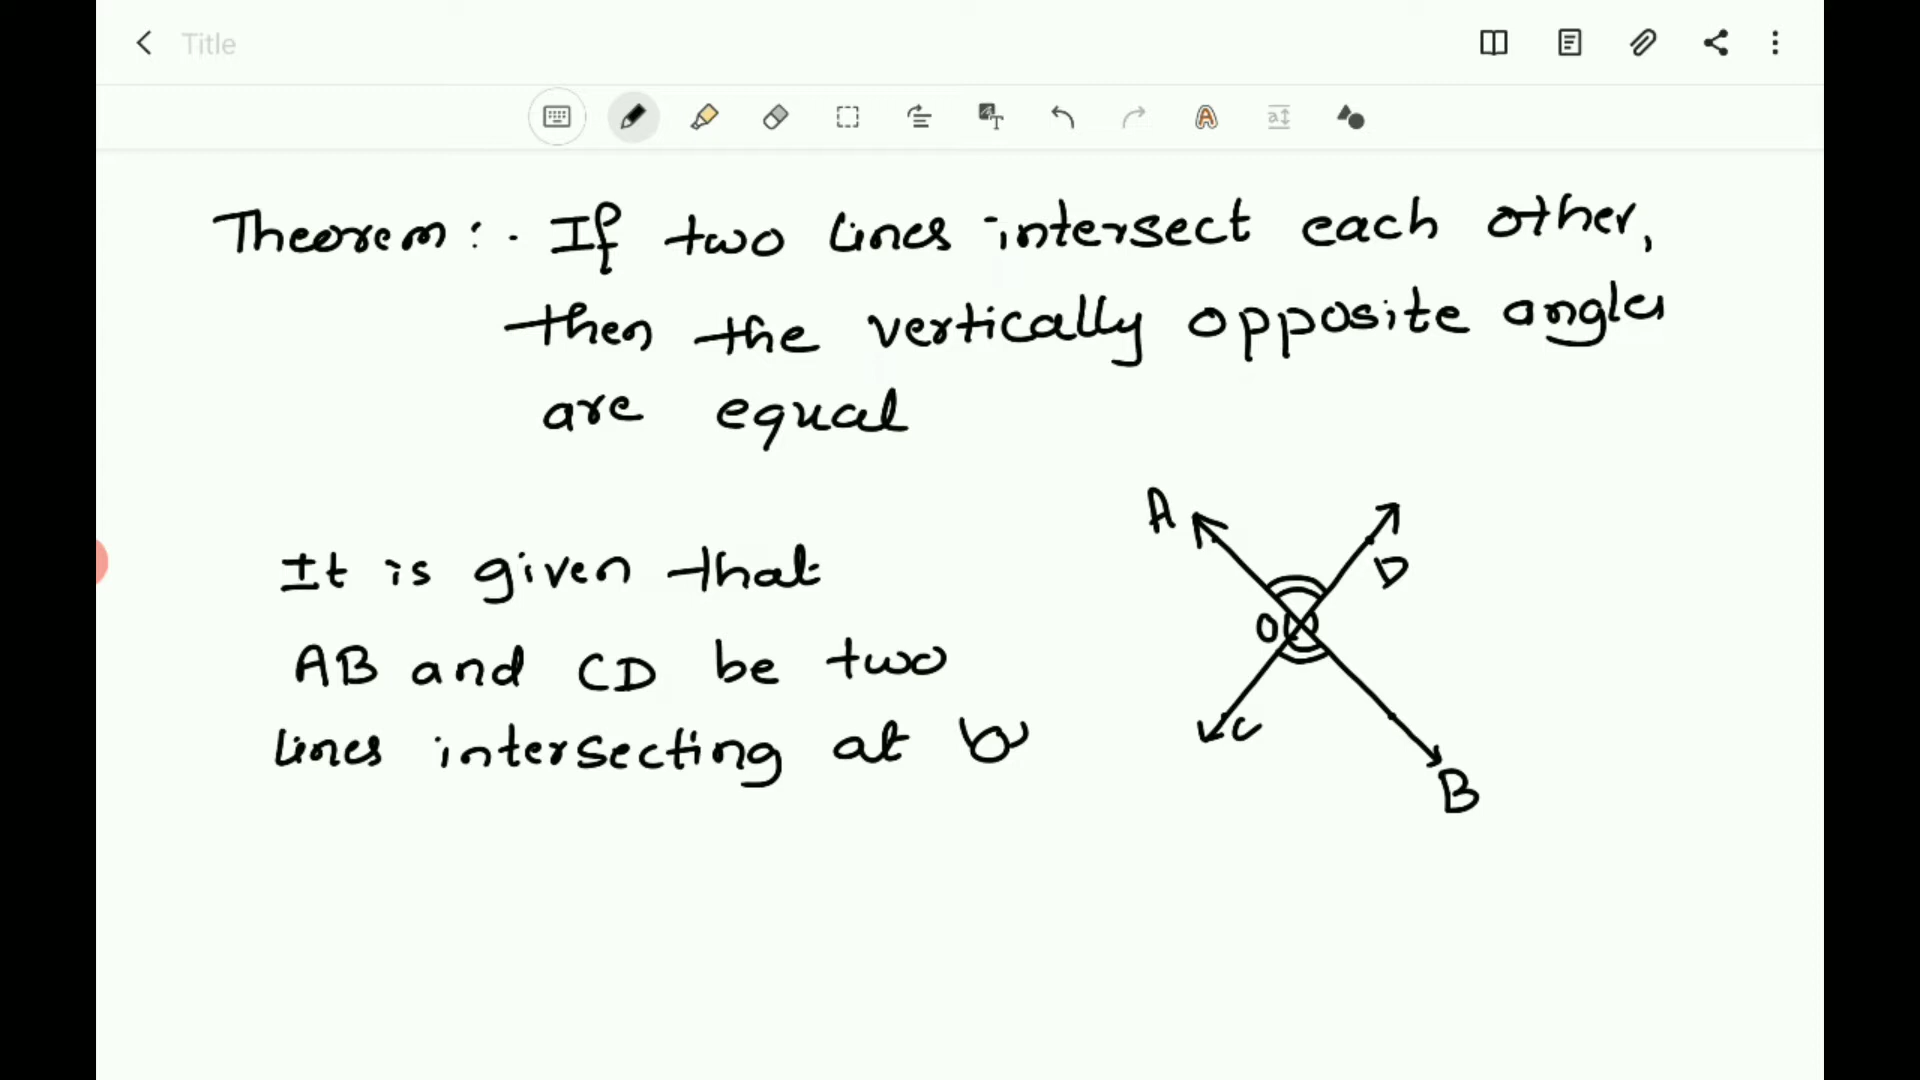 Title
Theorem :- If two lines intersect each other,
then the vertically opposite angles
are equal
A
D
It is given that
O
AB and CD be two
C
lines intersecting at O
B